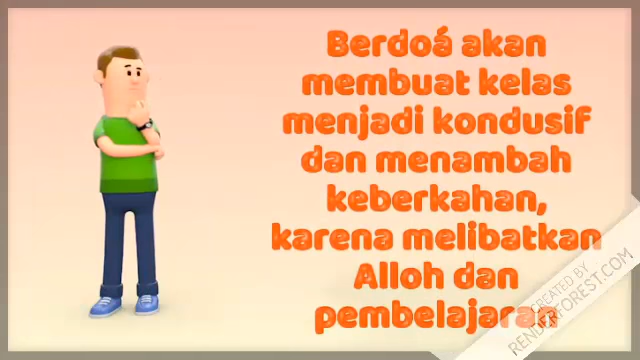 Berdoá akan
membuat kelas
menjadi kondusif
dan menambah
keberkahan,
karena melibatkan
Alloh dan
pembelajaran
CREATED BY
RENDERFOREST.COM